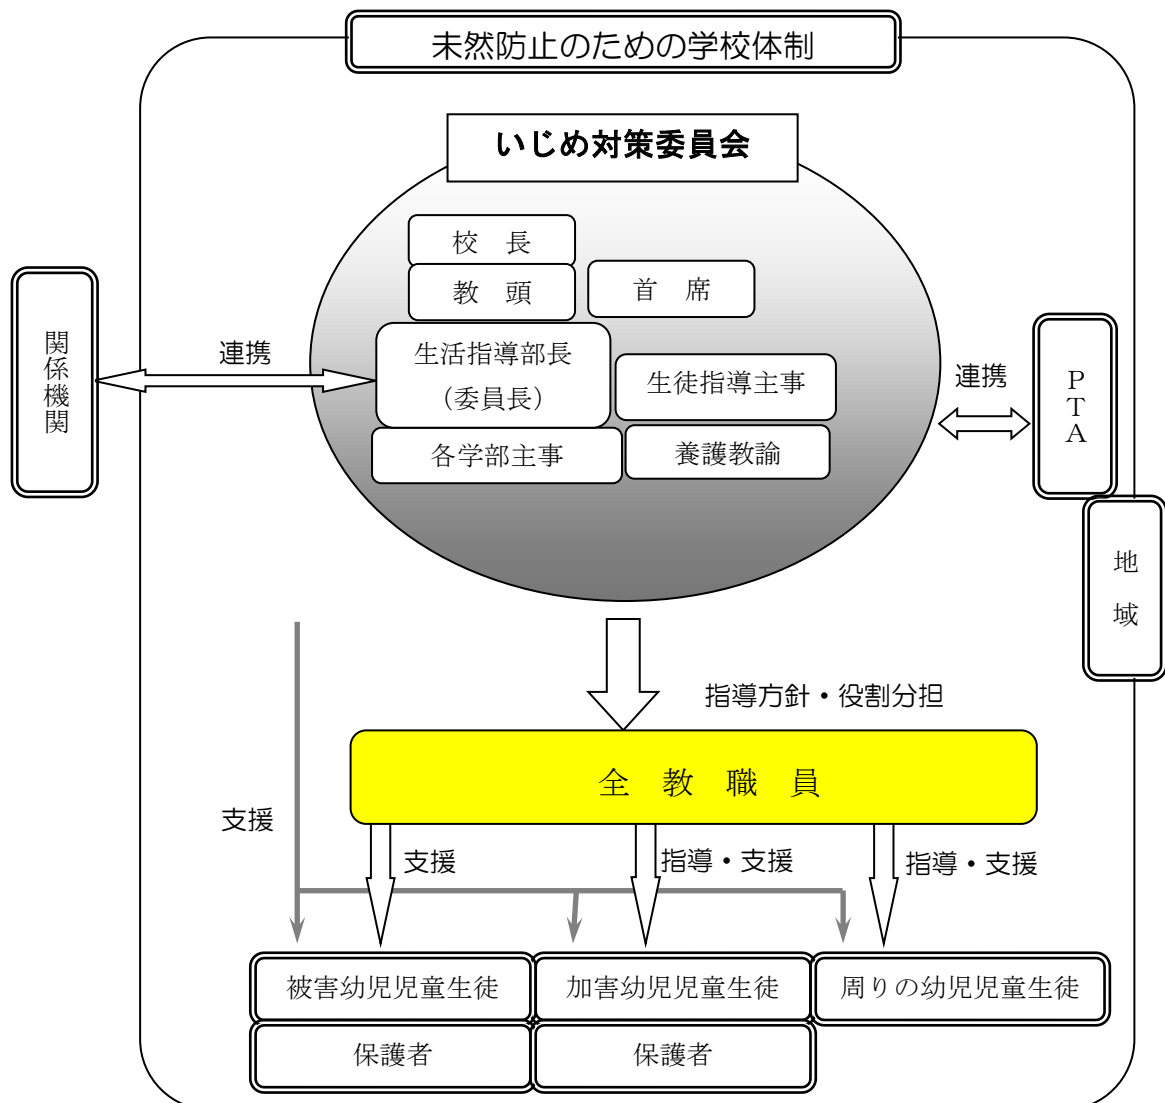 未然防止のための学校体制
いじめ対策委員会
校　長
教　頭
首　席
生活指導部長
（委員長）
生徒指導主事
各学部主事
養護教諭
関係機関
連携
連携
ＰＴＡ
地域
指導方針・役割分担
全　教　職　員
支援
支援
指導・支援
指導・支援
被害幼児児童生徒
加害幼児児童生徒
周りの幼児児童生徒
保護者
保護者